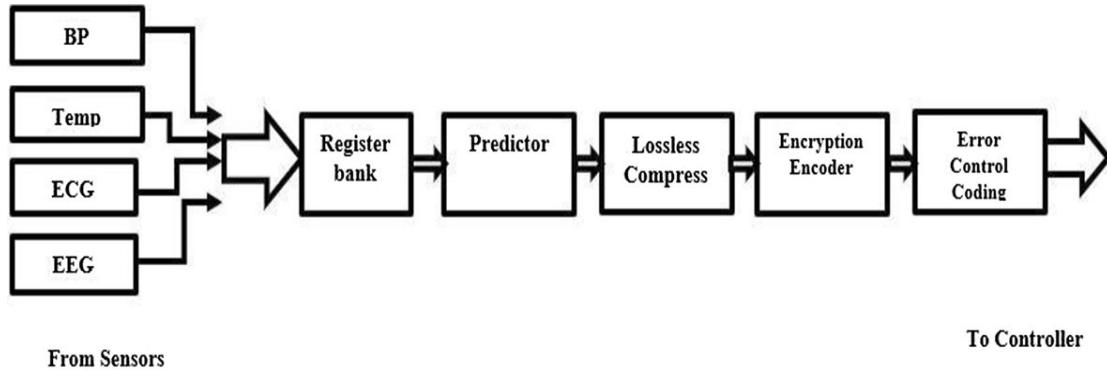 BP
Temp
ECG
EEG
Register
bank
Predictor
Lossless
Compress
Encryption
Encoder
Error
Control
Coding
From Sensors
To Controller